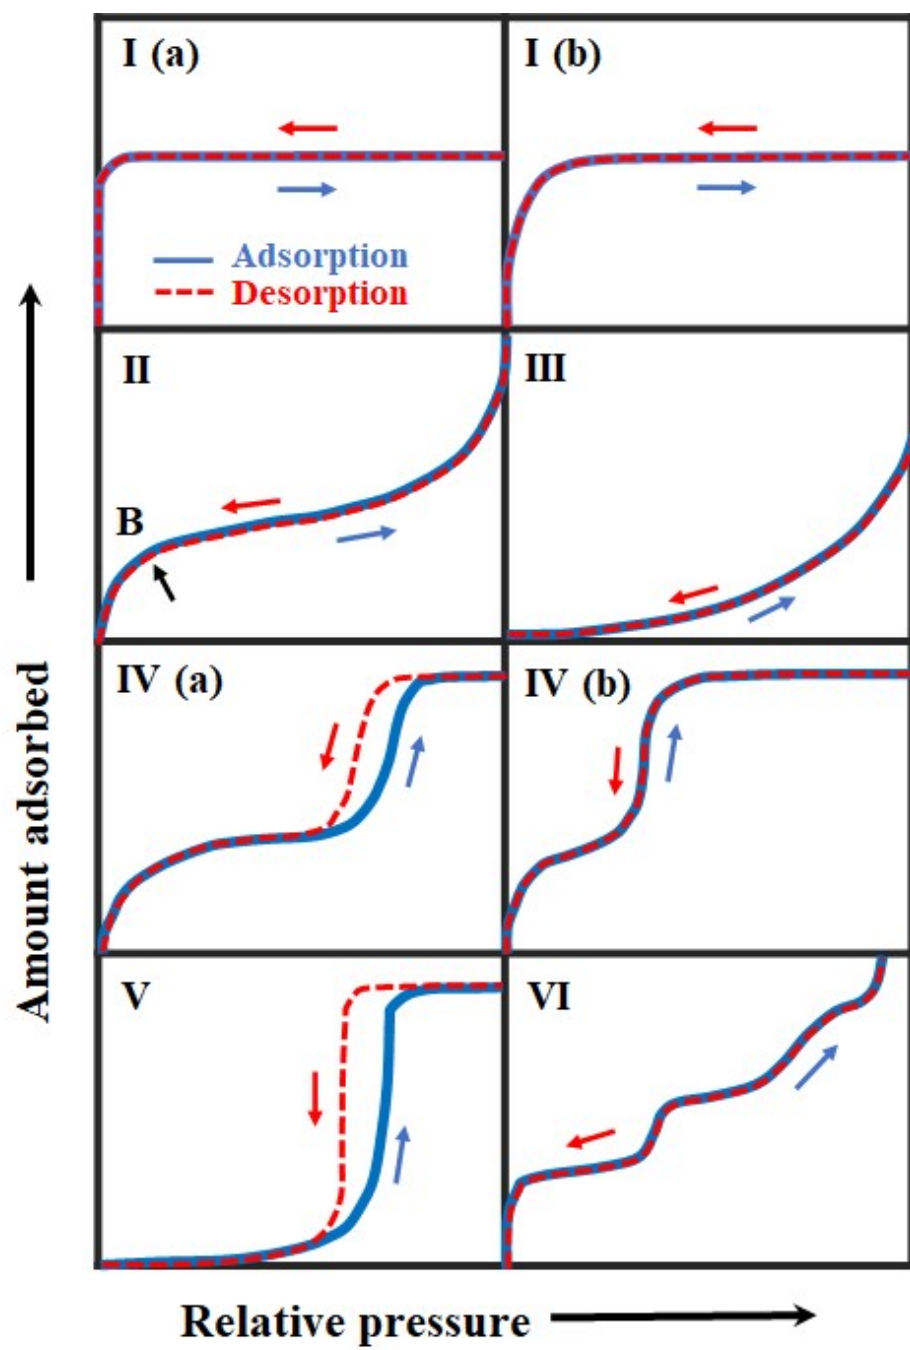 I (a)
I (b)
Adsorption
Desorption
II
III
B
IV (a)
IV (b)
V
VI
Amount adsorbed
Relative pressure